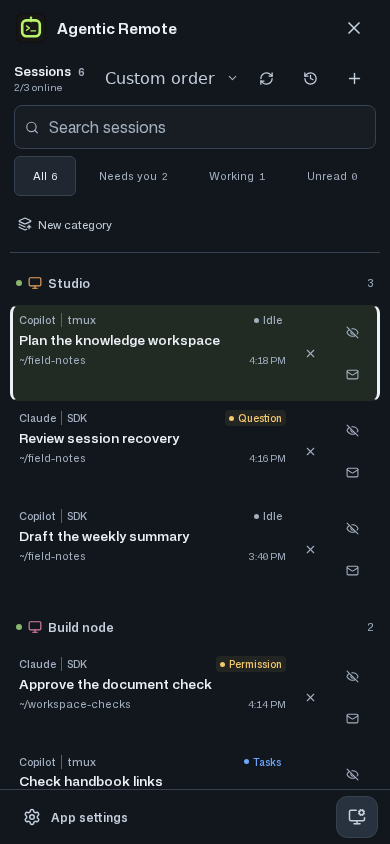 Agentic Remote
Sessions 6
2/3 online
Custom order
Search sessions
All 6
Needs you 2
Working 1
Unread 0
New category
Studio 3
Copilot | tmux
Idle
Plan the knowledge workspace
~/field-notes
4:18 PM
Claude | SDK
Question
Review session recovery
~/field-notes
4:16 PM
Copilot | SDK
Idle
Draft the weekly summary
~/field-notes
3:40 PM
Build node 2
Claude | SDK
Permission
Approve the document check
~/workspace-checks
4:14 PM
Copilot | tmux
Tasks
Check handbook links
App settings